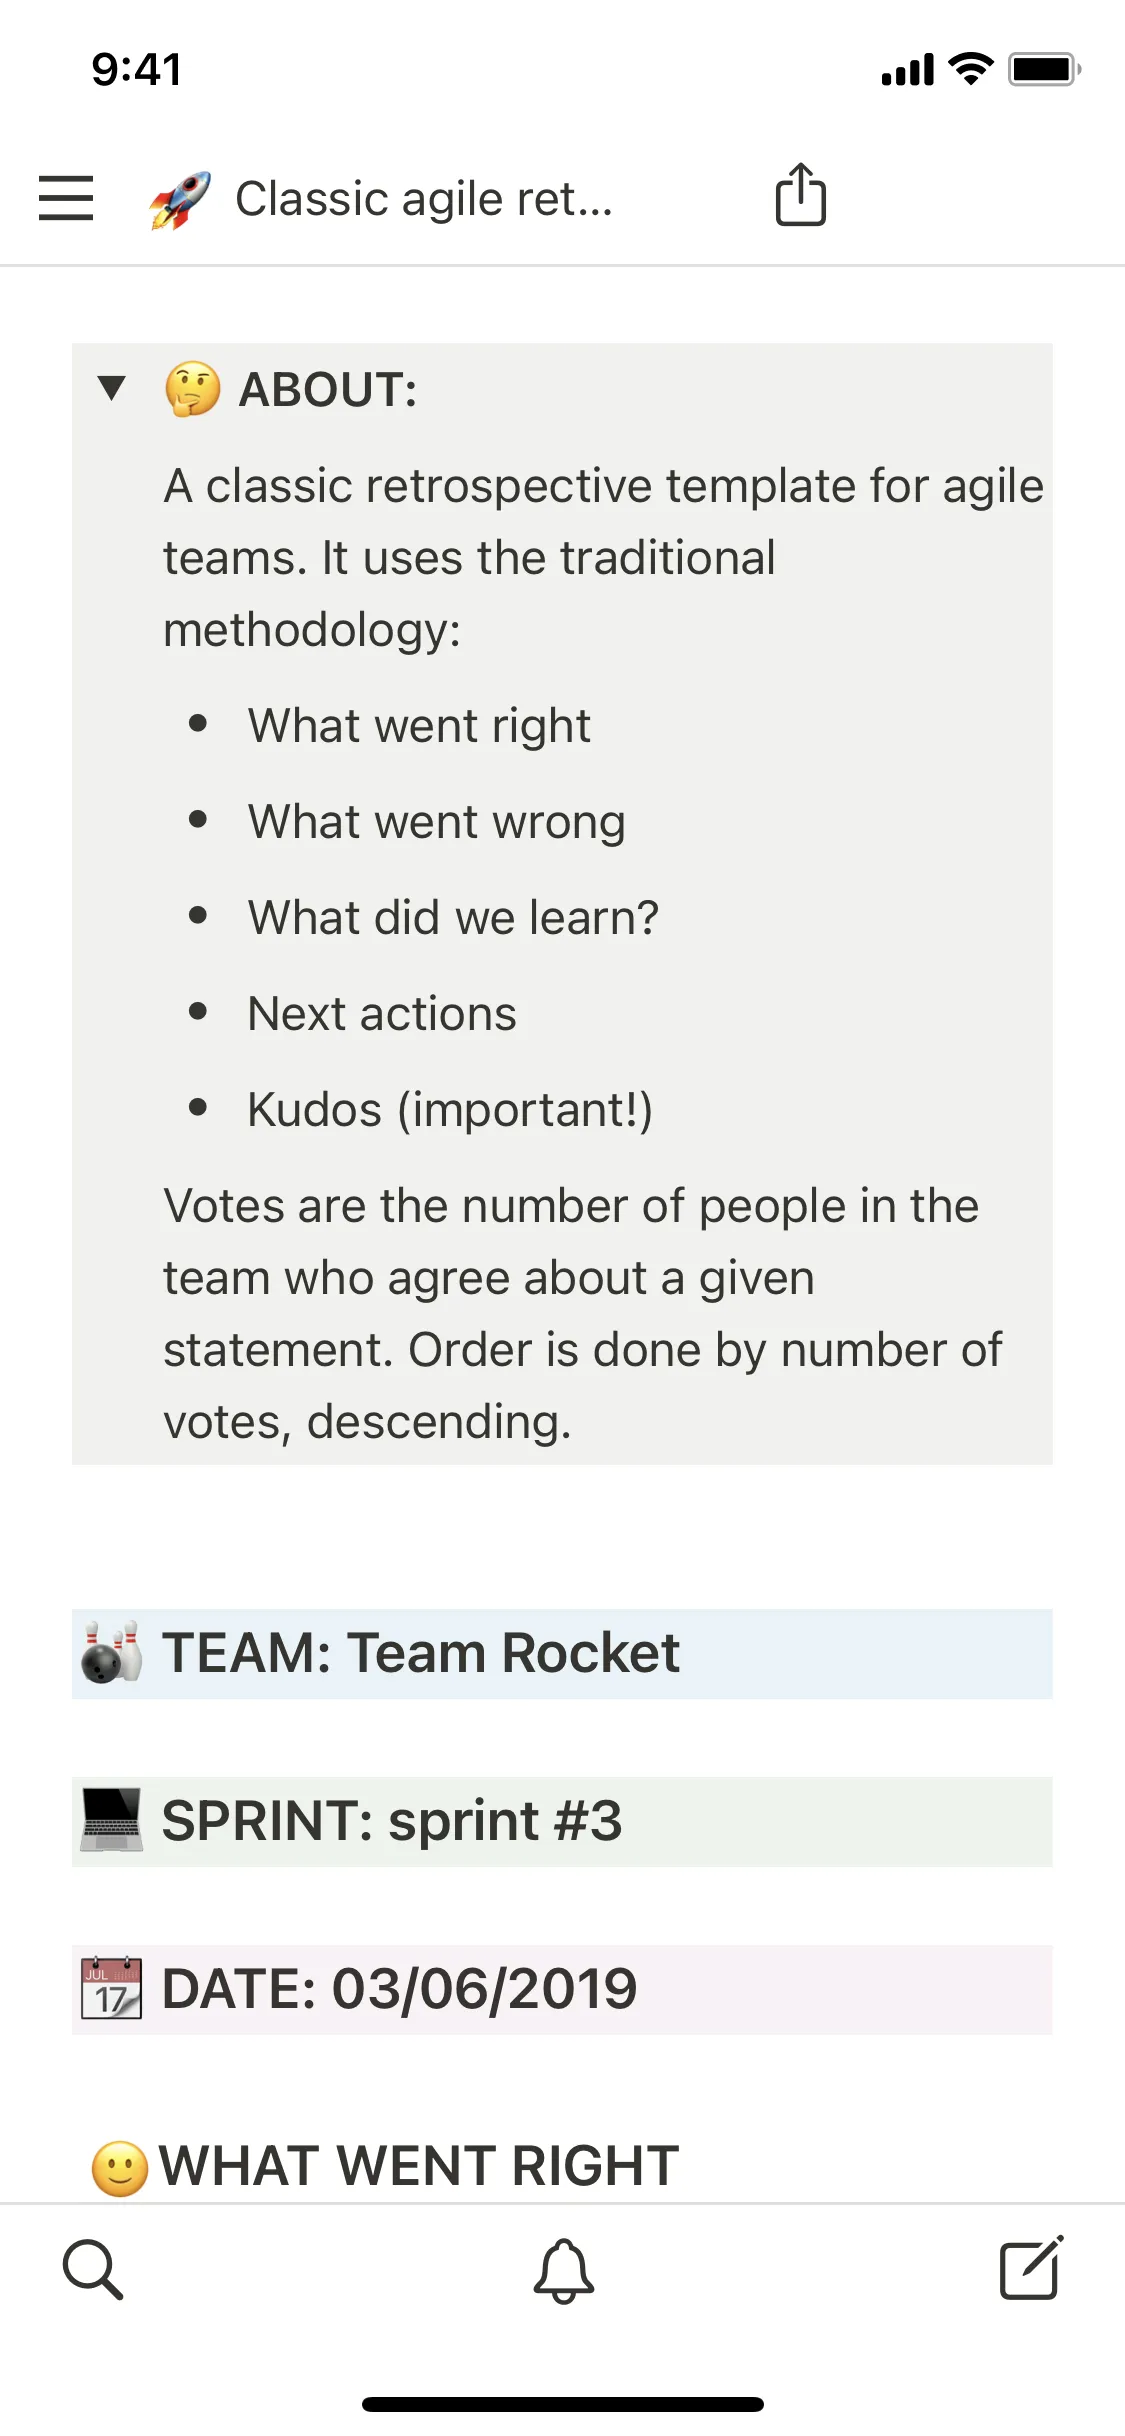 9:41
Classic agile ret...
ABOUT:
A classic retrospective template for agile
teams. It uses the traditional
methodology:
What went right
What went wrong
What did we learn?
Next actions
Kudos (important!)
Votes are the number of people in the
team who agree about a given
statement. Order is done by number of
votes, descending.
TEAM: Team Rocket
SPRINT: sprint #3
JUL
17
DATE: 03/06/2019
WHAT WENT RIGHT